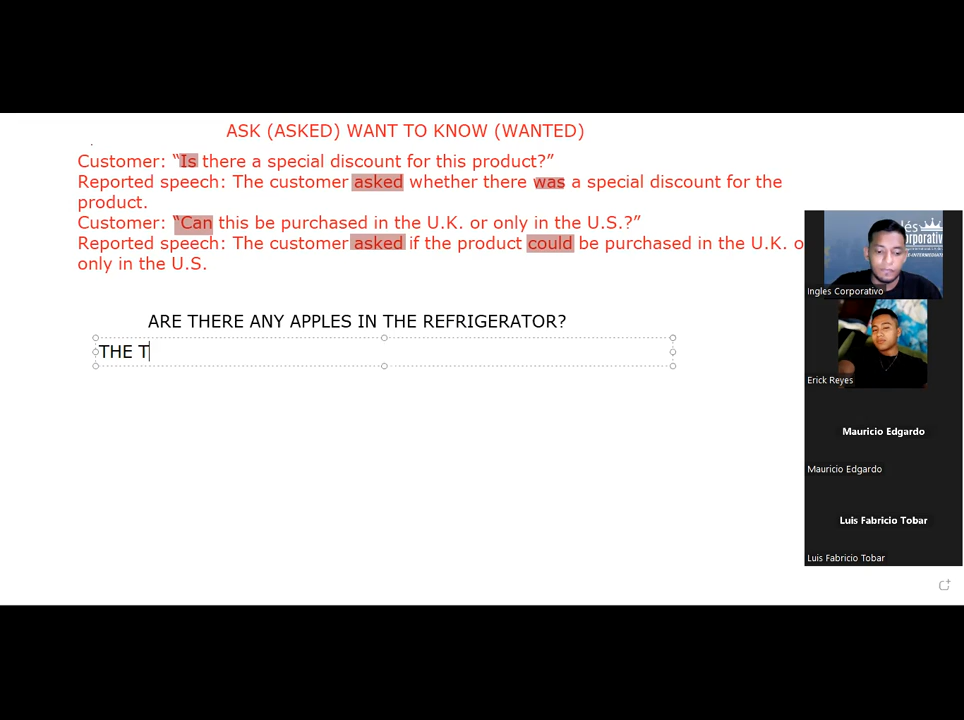 ASK (ASKED) WANT TO KNOW (WANTED)
Customer: “Is there a special discount for this product?”
Reported speech: The customer asked whether there was a special discount for the
product.
Customer: “Can this be purchased in the U.K. or only in the U.S.?”
Reported speech: The customer asked if the product could be purchased in the U.K. o
only in the U.S.
ARE THERE ANY APPLES IN THE REFRIGERATOR?
THE T
Ingles Corporativo
Erick Reyes
Mauricio Edgardo
Mauricio Edgardo
Luis Fabricio Tobar
Luis Fabricio Tobar